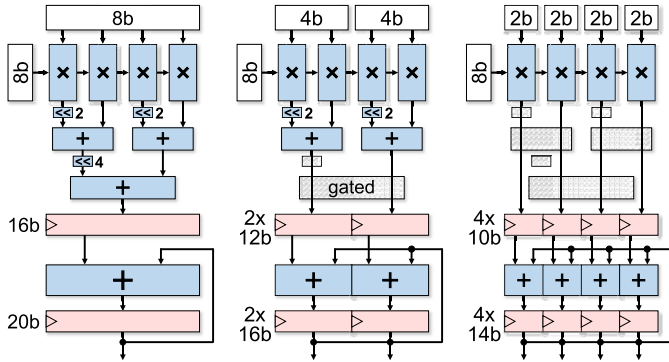 8b
8b
× × × ×
<< 2 << 2
+ +
<< 4
+
16b
+
20b
4b 4b
8b
× × × ×
<< 2 << 2
+ +
gated
2x
12b
+ +
2x
16b
2b 2b 2b 2b
8b
× × × ×
4x
10b
+ + + +
4x
14b